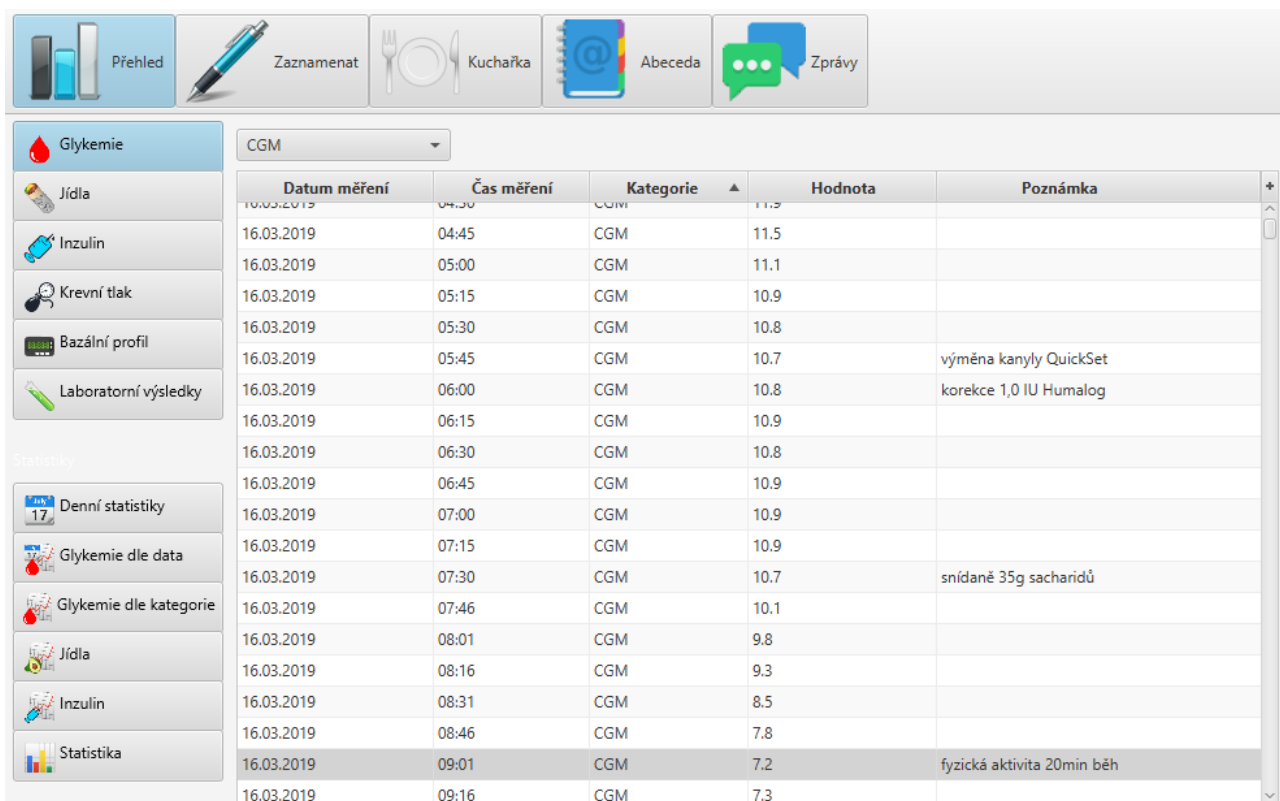 Přehled Zaznamenat Kuchařka Abeceda Zprávy
Glykemie
Jídla
Inzulin
Krevní tlak
Bazální profil
Laboratorní výsledky
Statistiky
Denní statistiky
Glykemie dle data
Glykemie dle kategorie
Jídla
Inzulin
Statistika
CGM
Datum měření Čas měření Kategorie Hodnota Poznámka
16.03.2019 04:30 CGM 11.9
16.03.2019 04:45 CGM 11.5
16.03.2019 05:00 CGM 11.1
16.03.2019 05:15 CGM 10.9
16.03.2019 05:30 CGM 10.8
16.03.2019 05:45 CGM 10.7 výměna kanyly QuickSet
16.03.2019 06:00 CGM 10.8 korekce 1,0 IU Humalog
16.03.2019 06:15 CGM 10.9
16.03.2019 06:30 CGM 10.8
16.03.2019 06:45 CGM 10.9
16.03.2019 07:00 CGM 10.9
16.03.2019 07:15 CGM 10.9
16.03.2019 07:30 CGM 10.7 snídaně 35g sacharidů
16.03.2019 07:46 CGM 10.1
16.03.2019 08:01 CGM 9.8
16.03.2019 08:16 CGM 9.3
16.03.2019 08:31 CGM 8.5
16.03.2019 08:46 CGM 7.8
16.03.2019 09:01 CGM 7.2 fyzická aktivita 20min běh
16.03.2019 09:16 CGM 7.3